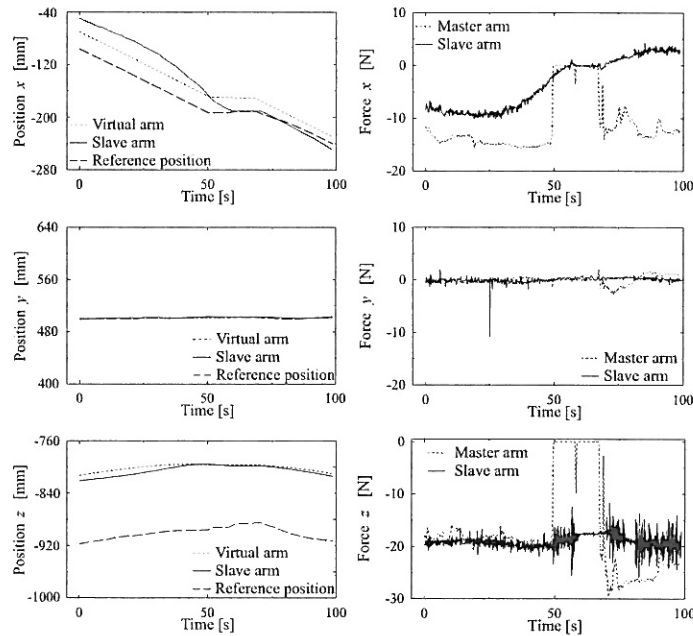 -40
-120
-200
-280
Position x [mm]
Virtual arm
Slave arm
Reference position
0 50 100
Time [s]
10
0
-10
-20
Force x [N]
Master arm
Slave arm
0 50 100
Time [s]
640
560
480
400
Position y [mm]
Virtual arm
Slave arm
Reference position
0 50 100
Time [s]
10
0
-10
-20
Force y [N]
Master arm
Slave arm
0 50 100
Time [s]
-760
-840
-920
-1000
Position z [mm]
Virtual arm
Slave arm
Reference position
0 50 100
Time [s]
0
-10
-20
-30
Force z [N]
Master arm
Slave arm
0 50 100
Time [s]